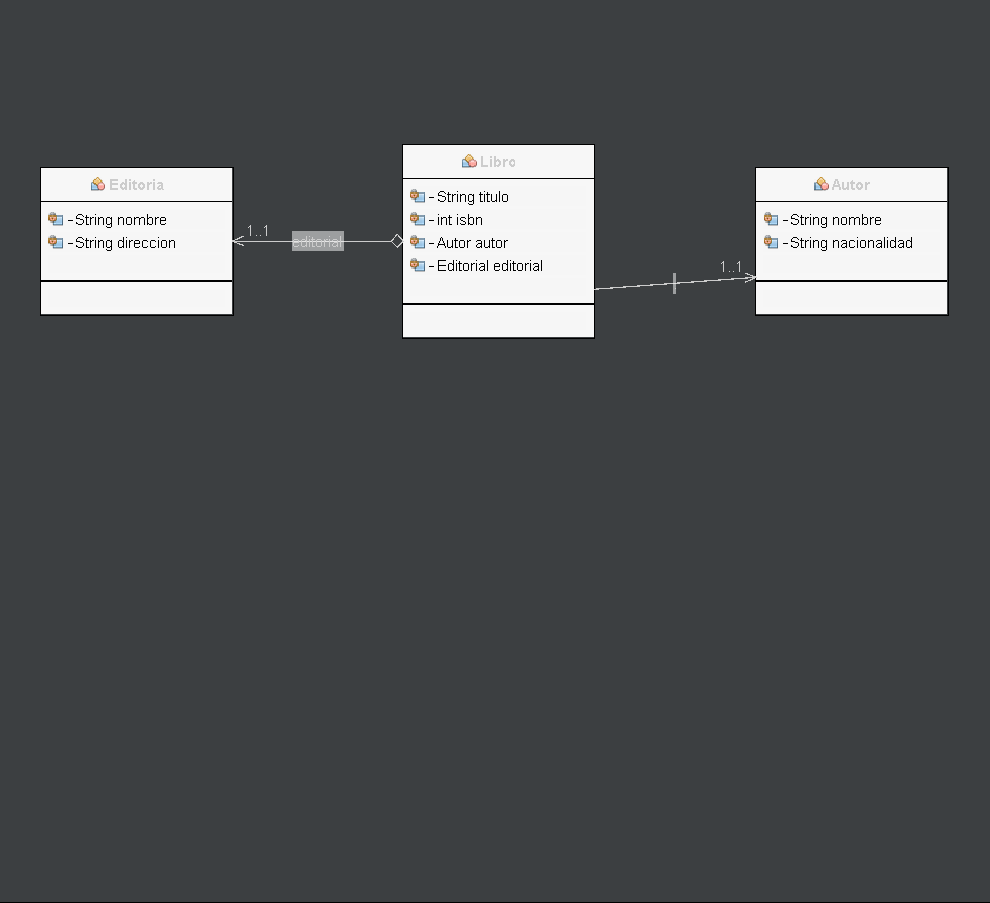 Editoria
-String nombre
-String direccion
1..1
editorial
Libro
-String titulo
-int isbn
-Autor autor
-Editorial editorial
1..1
Autor
-String nombre
-String nacionalidad